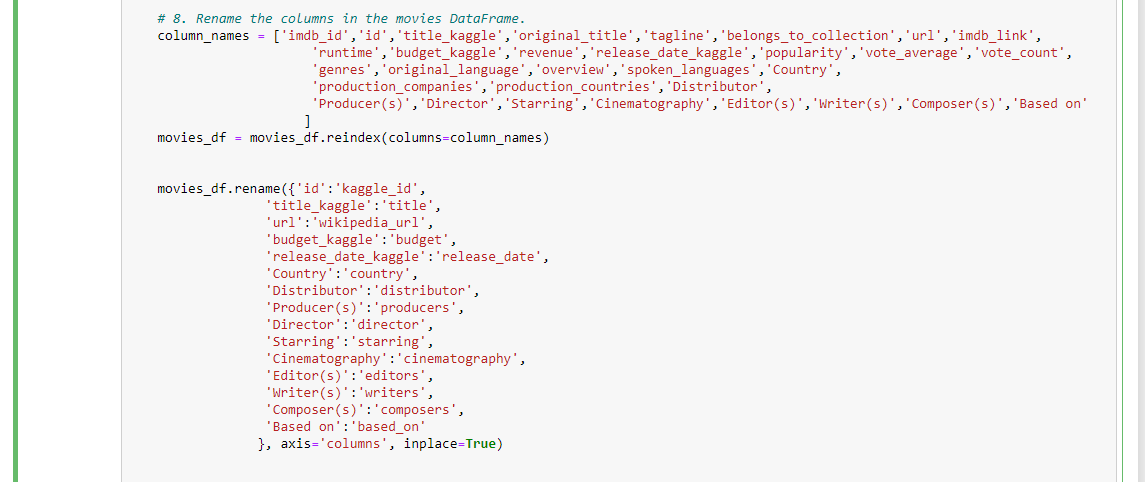 # 8. Rename the columns in the movies DataFrame.
column_names = ['imdb_id','id','title_kaggle','original_title','tagline','belongs_to_collection','url','imdb_link',
'runtime','budget_kaggle','revenue','release_date_kaggle','popularity','vote_average','vote_count',
'genres','original_language','overview','spoken_languages','Country',
'production_companies','production_countries','Distributor',
'Producer(s)','Director','Starring','Cinematography','Editor(s)','Writer(s)','Composer(s)','Based on'
]
movies_df = movies_df.reindex(columns=column_names)
movies_df.rename({'id':'kaggle_id',
'title_kaggle':'title',
'url':'wikipedia_url',
'budget_kaggle':'budget',
'release_date_kaggle':'release_date',
'Country':'country',
'Distributor':'distributor',
'Producer(s)':'producers',
'Director':'director',
'Starring':'starring',
'Cinematography':'cinematography',
'Editor(s)':'editors',
'Writer(s)':'writers',
'Composer(s)':'composers',
'Based on':'based_on'
}, axis='columns', inplace=True)